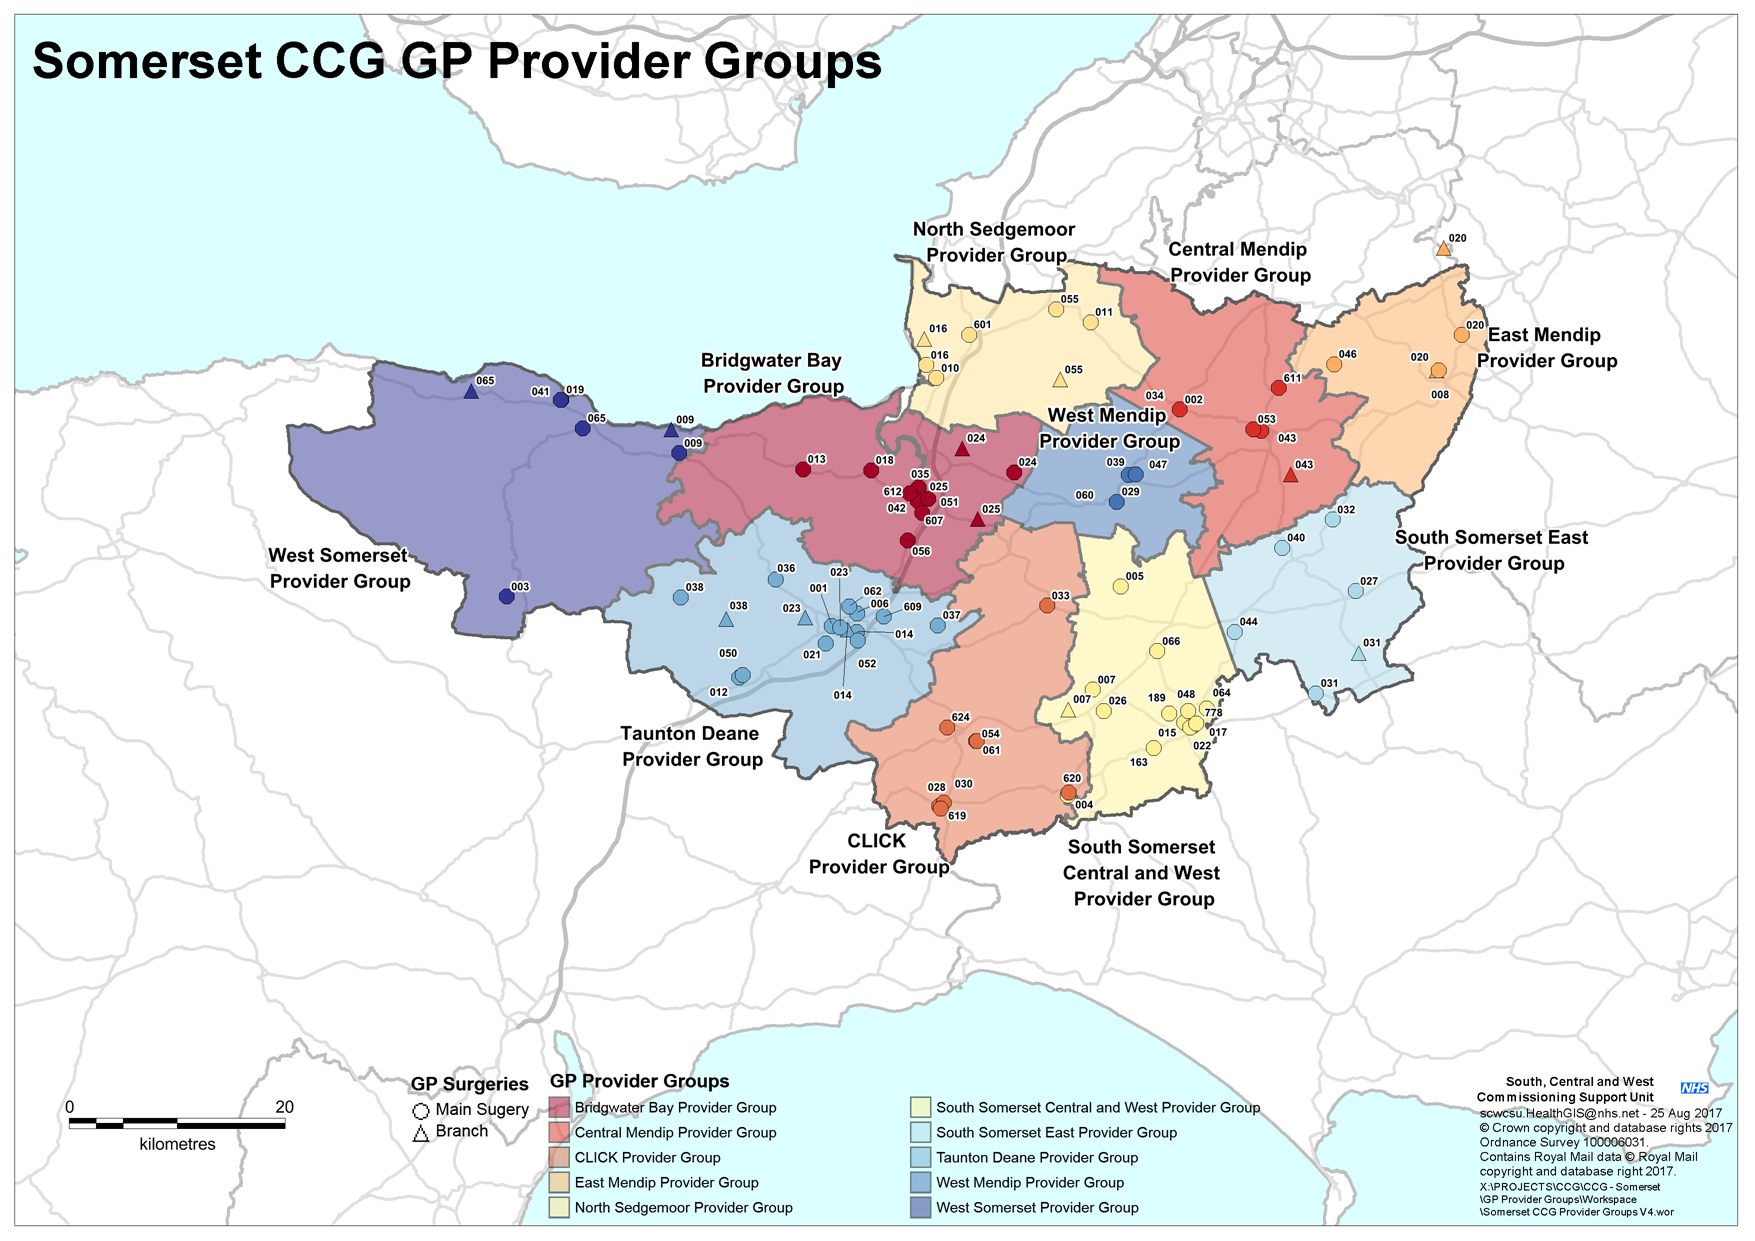 Somerset CCG GP Provider Groups
North Sedgemoor
Provider Group
Central Mendip
Provider Group
020
055
011
016
601
016
010
055
East Mendip
Provider Group
020
046
020
008
Bridgwater Bay
Provider Group
065
041
019
065
009
009
611
034
002
053
043
043
West Mendip
Provider Group
039
047
060
029
024
024
013
018
035
025
612
042
051
607
025
056
032
040
South Somerset East
Provider Group
027
044
031
031
West Somerset
Provider Group
003
036
038
038
023
001
023
062
006
609
037
014
021
052
050
012
014
005
033
066
007
007
026
189
048
064
778
015
017
022
163
Taunton Deane
Provider Group
624
054
061
028
030
619
620
004
CLICK
Provider Group
South Somerset
Central and West
Provider Group
0
20
kilometres
GP Surgeries
Main Sugery
Branch
GP Provider Groups
Bridgwater Bay Provider Group
Central Mendip Provider Group
CLICK Provider Group
East Mendip Provider Group
North Sedgemoor Provider Group
South Somerset Central and West Provider Group
South Somerset East Provider Group
Taunton Deane Provider Group
West Mendip Provider Group
West Somerset Provider Group
South, Central and West
Commissioning Support Unit
NHS
scwcsu.HealthGIS@nhs.net - 25 Aug 2017
© Crown copyright and database rights 2017
Ordnance Survey 100006031.
Contains Royal Mail data © Royal Mail
copyright and database right 2017.
X:\PROJECTS\CCG\CCG - Somerset
\GP Provider Groups\Workspace
\Somerset CCG Provider Groups V4.wor